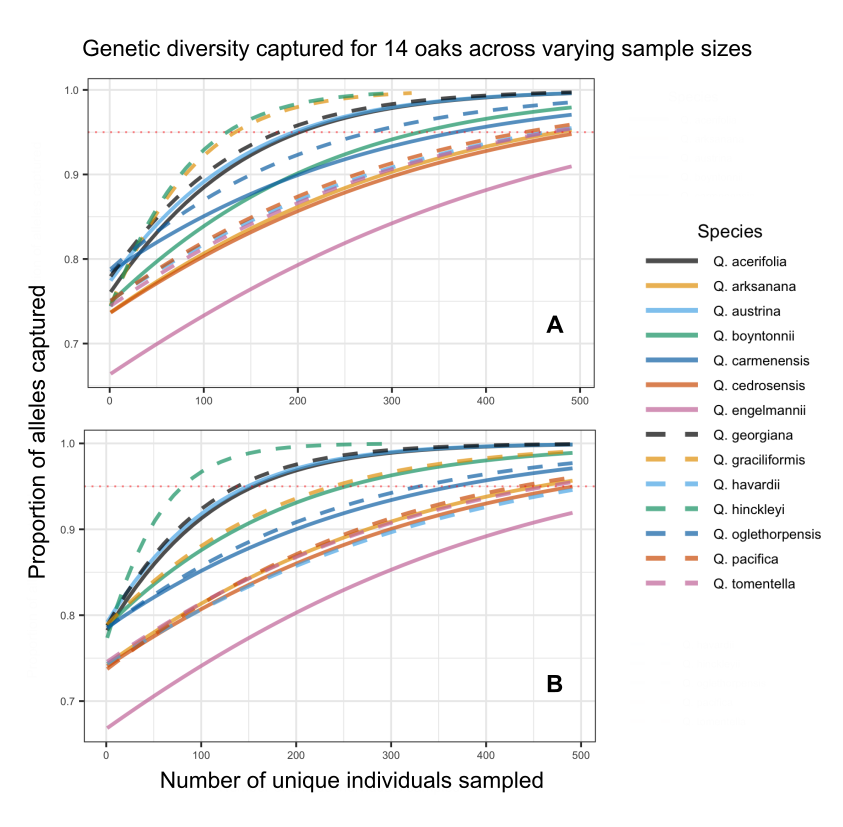 Genetic diversity captured for 14 oaks across varying sample sizes
Proportion of alleles captured
1.0
0.9
0.8
0.7
A
0
100
200
300
400
500
1.0
0.9
0.8
0.7
B
0
100
200
300
400
500
Number of unique individuals sampled
Species
Q. acerifolia
Q. arksanana
Q. austrina
Q. boyntonnii
Q. carmenensis
Q. cedrosensis
Q. engelmannii
Q. georgiana
Q. graciliformis
Q. havardii
Q. hinckleyi
Q. oglethorpensis
Q. pacifica
Q. tomentella